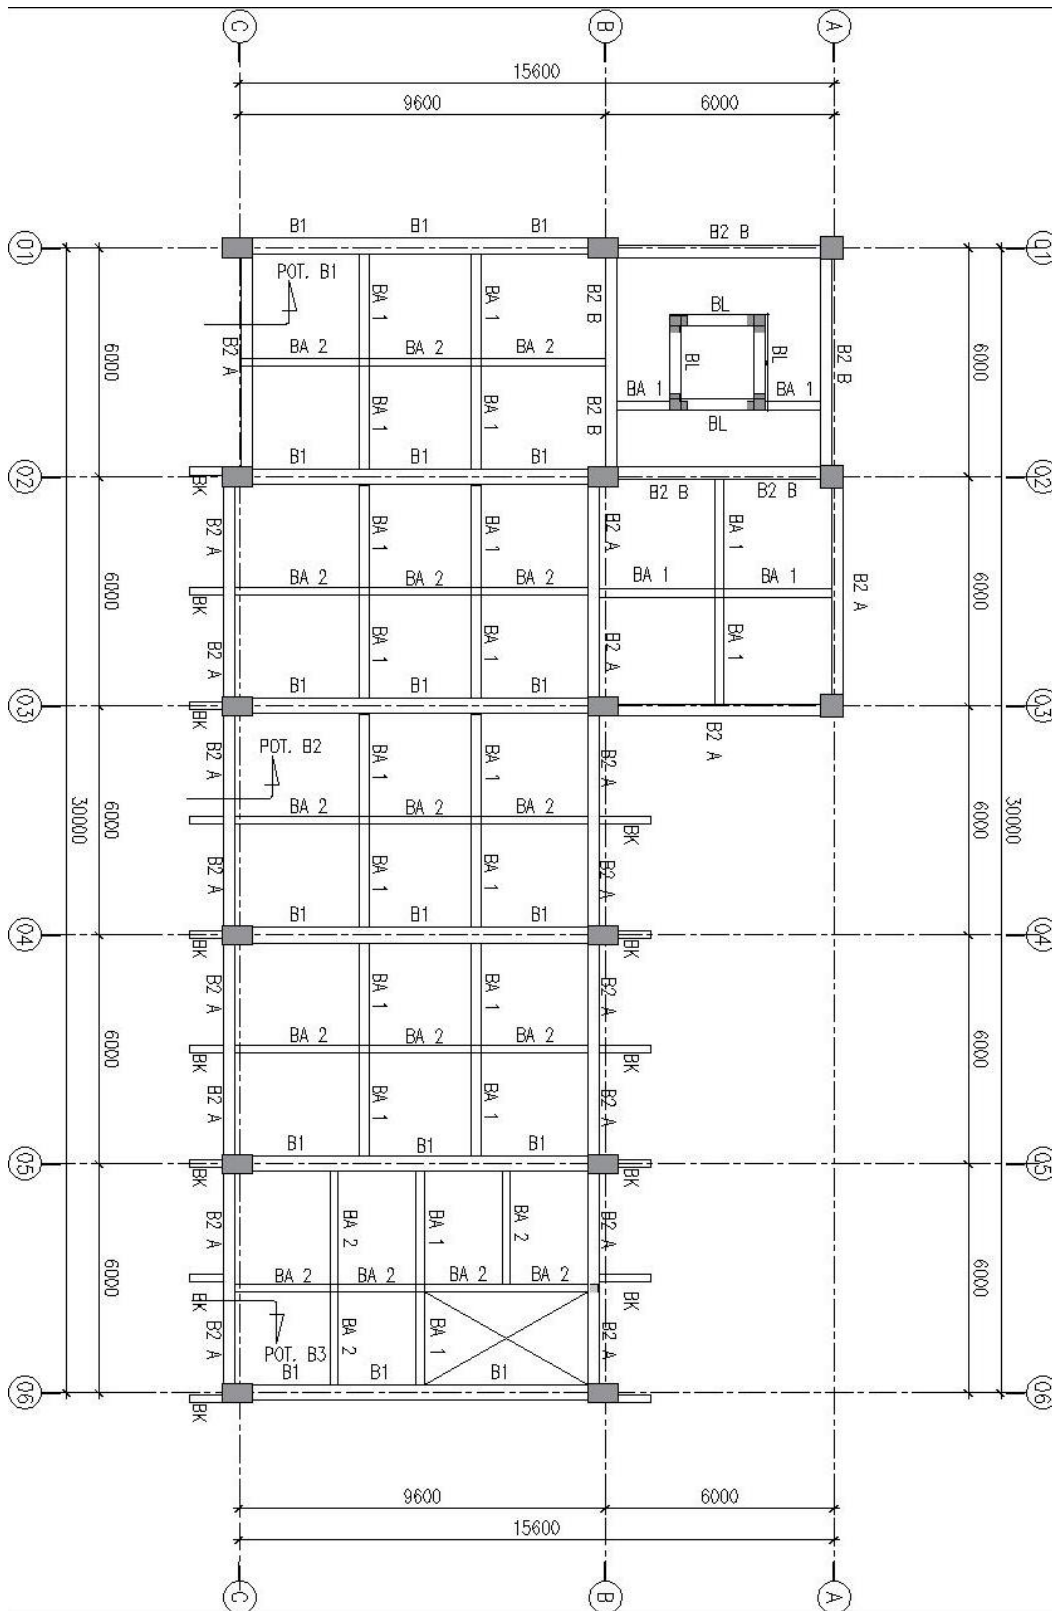 C B A
15600
9600 6000
B1 B1 B1 B2 B
01 01
POT. B1 BA 1 BA 1 B2 B BL
BL BL
6000 B2 A BA 2 BA 2 BA 2 B2 B 6000
BA 1 BA 1 B2 B BA 1 BA 1
BL
B1 B1 B1
02 02
BK B2 B B2 B
B2 A BA 1 BA 1 B2 A BA 1
6000 BA 2 BA 2 BA 2 BA 1 BA 1 B2 A 6000
BK
B2 A BA 1 BA 1 B2 A BA 1
B1 B1 B1
03 03
BK B2 A
POT. B2
B2 A BA 1 BA 1 B2 A
30000 6000 BA 2 BA 2 BA 2 BK 6000 30000
B2 A BA 1 BA 1 B2 A
B1 B1 B1
04 04
BK BK
B2 A BA 1 BA 1 B2 A
6000 BA 2 BA 2 BA 2 6000
BK BK
B2 A BA 1 BA 1 B2 A
B1 B1 B1
05 05
BK BK
B2 A BA 2 BA 1 BA 2 B2 A
6000 BA 2 BA 2 BA 2 BA 2 6000
BK BK
B2 A BA 2 BA 1 B2 A
POT. B3
B1 B1 B1
06 06
BK
9600 6000
15600
C B A